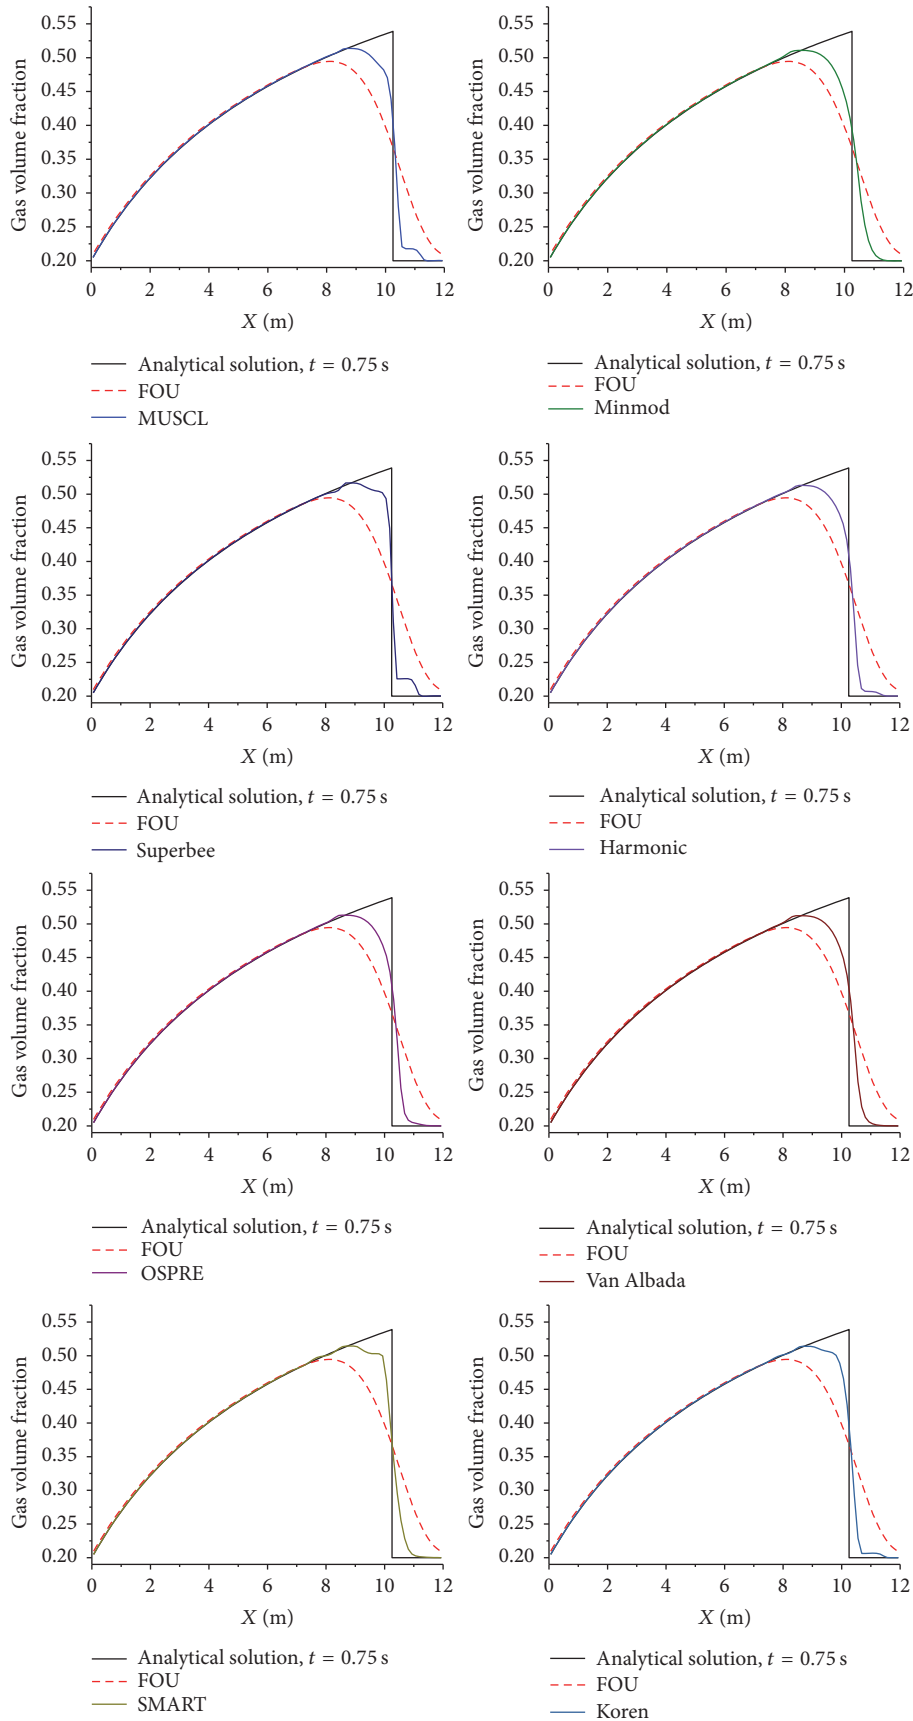 Gas volume fraction
0.55
0.50
0.45
0.40
0.35
0.30
0.25
0.20
0 2 4 6 8 10 12
X (m)
Analytical solution, t = 0.75 s
FOU
MUSCL
Gas volume fraction
0.55
0.50
0.45
0.40
0.35
0.30
0.25
0.20
0 2 4 6 8 10 12
X (m)
Analytical solution, t = 0.75 s
FOU
Minmod
Gas volume fraction
0.55
0.50
0.45
0.40
0.35
0.30
0.25
0.20
0 2 4 6 8 10 12
X (m)
Analytical solution, t = 0.75 s
FOU
Superbee
Gas volume fraction
0.55
0.50
0.45
0.40
0.35
0.30
0.25
0.20
0 2 4 6 8 10 12
X (m)
Analytical solution, t = 0.75 s
FOU
Harmonic
Gas volume fraction
0.55
0.50
0.45
0.40
0.35
0.30
0.25
0.20
0 2 4 6 8 10 12
X (m)
Analytical solution, t = 0.75 s
FOU
OSPRE
Gas volume fraction
0.55
0.50
0.45
0.40
0.35
0.30
0.25
0.20
0 2 4 6 8 10 12
X (m)
Analytical solution, t = 0.75 s
FOU
Van Albada
Gas volume fraction
0.55
0.50
0.45
0.40
0.35
0.30
0.25
0.20
0 2 4 6 8 10 12
X (m)
Analytical solution, t = 0.75 s
FOU
SMART
Gas volume fraction
0.55
0.50
0.45
0.40
0.35
0.30
0.25
0.20
0 2 4 6 8 10 12
X (m)
Analytical solution, t = 0.75 s
FOU
Koren